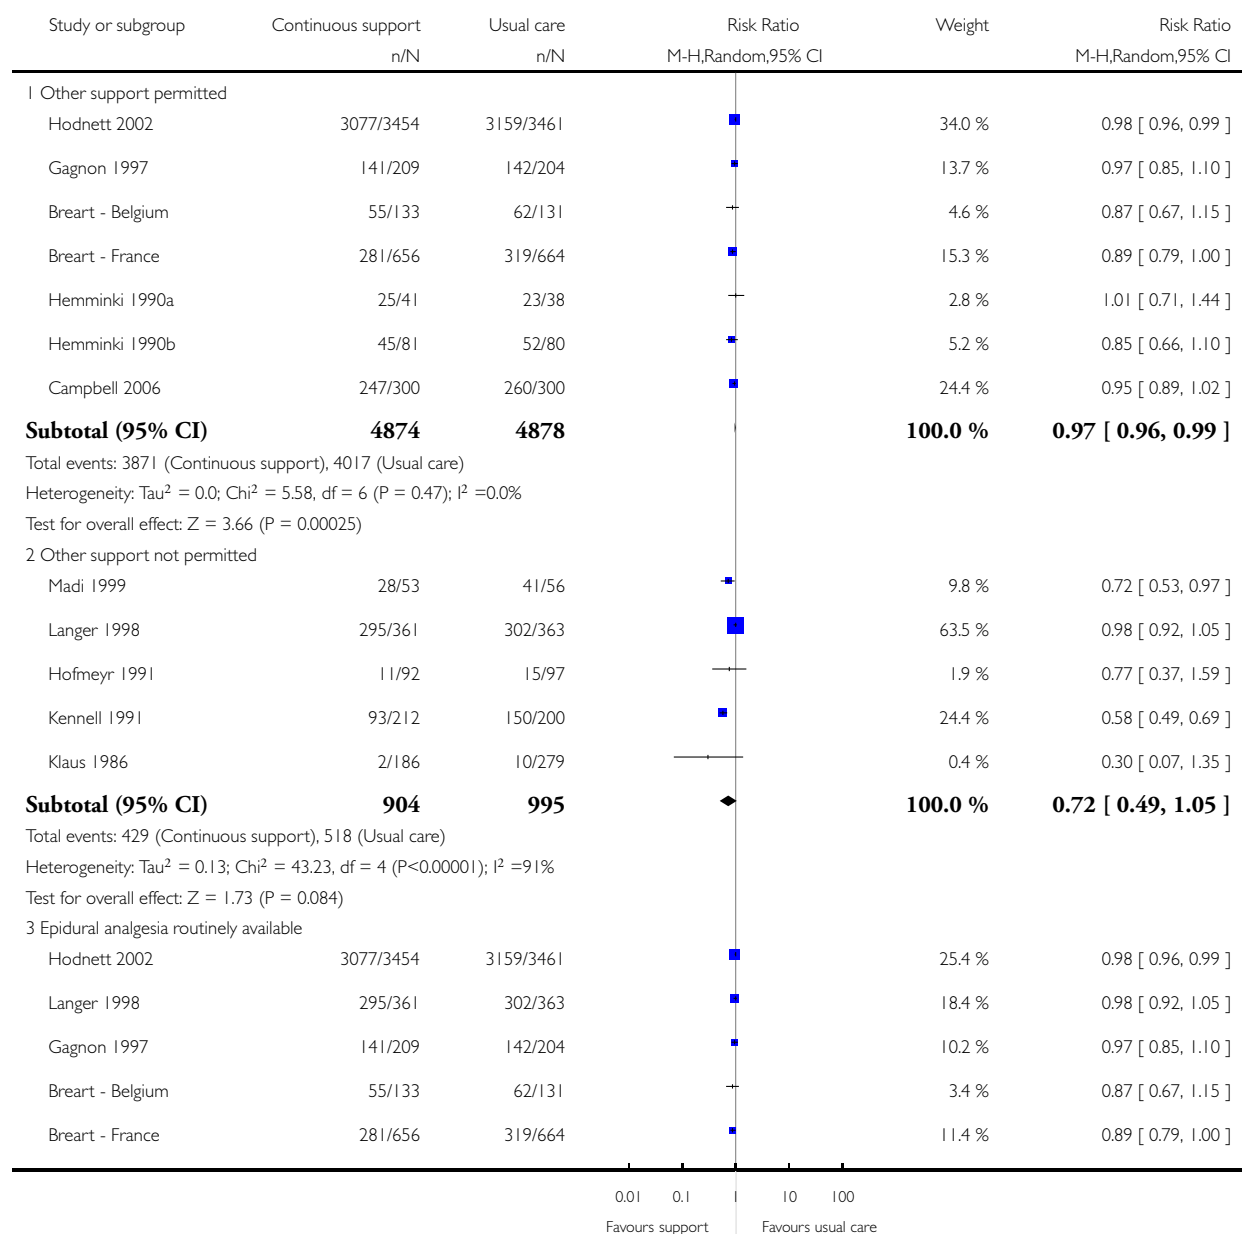 Study or subgroup Continuous support Usual care Risk Ratio Weight Risk Ratio
n/N n/N M-H,Random,95% CI M-H,Random,95% CI
1 Other support permitted
Hodnett 2002 3077/3454 3159/3461 34.0 % 0.98 [ 0.96, 0.99 ]
Gagnon 1997 141/209 142/204 13.7 % 0.97 [ 0.85, 1.10 ]
Breart - Belgium 55/133 62/131 4.6 % 0.87 [ 0.67, 1.15 ]
Breart - France 281/656 319/664 15.3 % 0.89 [ 0.79, 1.00 ]
Hemminki 1990a 25/41 23/38 2.8 % 1.01 [ 0.71, 1.44 ]
Hemminki 1990b 45/81 52/80 5.2 % 0.85 [ 0.66, 1.10 ]
Campbell 2006 247/300 260/300 24.4 % 0.95 [ 0.89, 1.02 ]
Subtotal (95% CI) 4874 4878 100.0 % 0.97 [ 0.96, 0.99 ]
Total events: 3871 (Continuous support), 4017 (Usual care)
Heterogeneity: Tau² = 0.0; Chi² = 5.58, df = 6 (P = 0.47); I² =0.0%
Test for overall effect: Z = 3.66 (P = 0.00025)
2 Other support not permitted
Madi 1999 28/53 41/56 9.8 % 0.72 [ 0.53, 0.97 ]
Langer 1998 295/361 302/363 63.5 % 0.98 [ 0.92, 1.05 ]
Hofmeyr 1991 11/92 15/97 1.9 % 0.77 [ 0.37, 1.59 ]
Kennell 1991 93/212 150/200 24.4 % 0.58 [ 0.49, 0.69 ]
Klaus 1986 2/186 10/279 0.4 % 0.30 [ 0.07, 1.35 ]
Subtotal (95% CI) 904 995 100.0 % 0.72 [ 0.49, 1.05 ]
Total events: 429 (Continuous support), 518 (Usual care)
Heterogeneity: Tau² = 0.13; Chi² = 43.23, df = 4 (P<0.00001); I² =91%
Test for overall effect: Z = 1.73 (P = 0.084)
3 Epidural analgesia routinely available
Hodnett 2002 3077/3454 3159/3461 25.4 % 0.98 [ 0.96, 0.99 ]
Langer 1998 295/361 302/363 18.4 % 0.98 [ 0.92, 1.05 ]
Gagnon 1997 141/209 142/204 10.2 % 0.97 [ 0.85, 1.10 ]
Breart - Belgium 55/133 62/131 3.4 % 0.87 [ 0.67, 1.15 ]
Breart - France 281/656 319/664 11.4 % 0.89 [ 0.79, 1.00 ]
0.01 0.1 1 10 100
Favours support Favours usual care